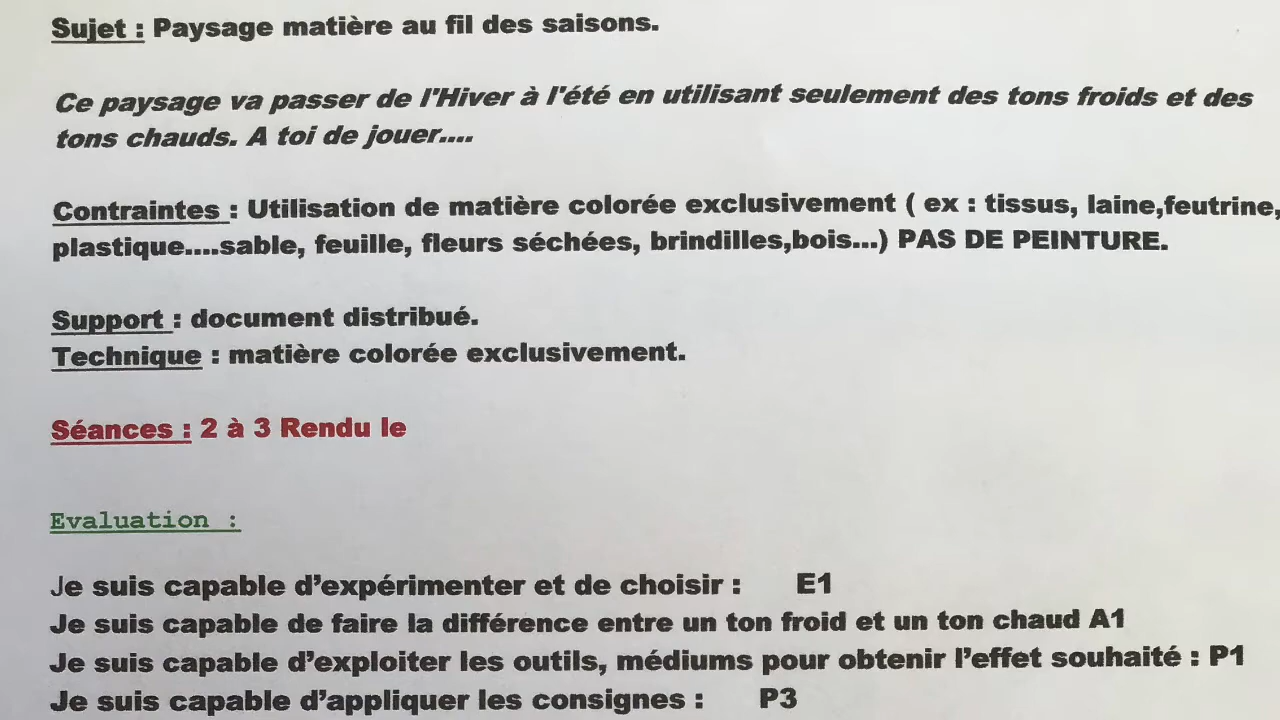 Sujet : Paysage matière au fil des saisons.
Ce paysage va passer de l'Hiver à l'été en utilisant seulement des tons froids et des
tons chauds. A toi de jouer....
Contraintes : Utilisation de matière colorée exclusivement ( ex : tissus, laine,feutrine,
plastique....sable, feuille, fleurs séchées, brindilles,bois...) PAS DE PEINTURE.
Support : document distribué.
Technique : matière colorée exclusivement.
Séances : 2 à 3 Rendu le
Evaluation :
Je suis capable d’expérimenter et de choisir : E1
Je suis capable de faire la différence entre un ton froid et un ton chaud A1
Je suis capable d’exploiter les outils, médiums pour obtenir l’effet souhaité : P1
Je suis capable d’appliquer les consignes : P3